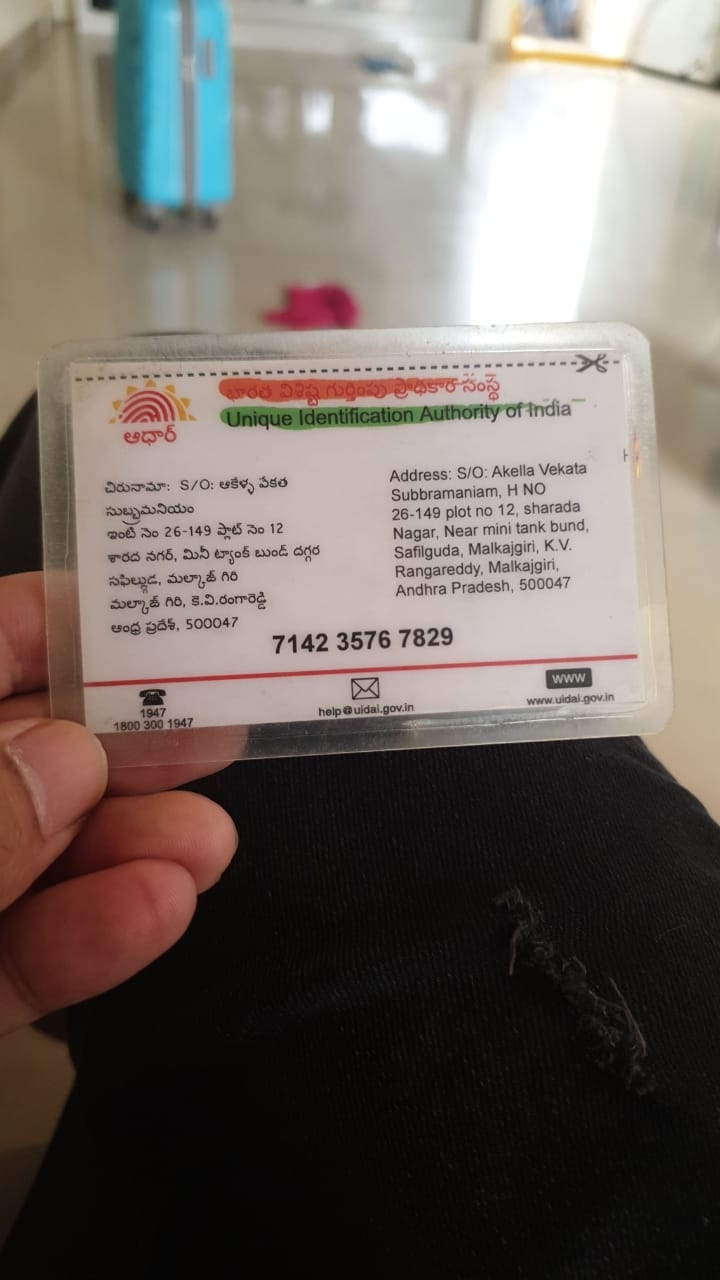 భారత విశిష్ట గుర్తింపు ప్రాధికార సంస్థ
Unique Identification Authority of India
ఆధార్
చిరునామా: S/O: ఆకెళ్ళ వేకత
సుబ్బ్రుమనియం
ఇంటి నెం 26-149 ప్లాట్ నెం 12
శారద నగర్, మినీ ట్యాంక్ బుండ్ దగ్గర
సఫిల్గుడ, మల్కాజ్ గిరి
మల్కాజ్ గిరి, కె.వి.రంగారెడ్డి
ఆంధ్ర ప్రదేశ్, 500047
Address: S/O: Akella Vekata
Subbramaniam, H NO
26-149 plot no 12, sharada
Nagar, Near mini tank bund,
Safilguda, Malkajgiri, K.V.
Rangareddy, Malkajgiri,
Andhra Pradesh, 500047
7142 3576 7829
1947
1800 300 1947
help@uidai.gov.in
www
www.uidai.gov.in